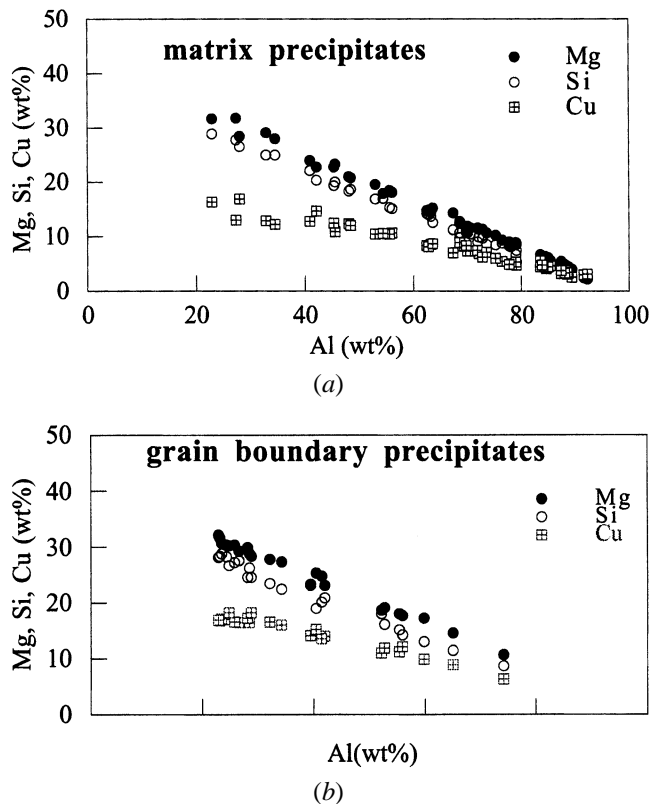 50
matrix precipitates
Mg
40
Si
Cu
30
20
10
0
Mg, Si, Cu (wt%)
0 20 40 60 80 100
Al (wt%)
(a)
50
grain boundary precipitates
Mg
40
Si
Cu
30
20
10
0
Mg, Si, Cu (wt%)
Al(wt%)
(b)